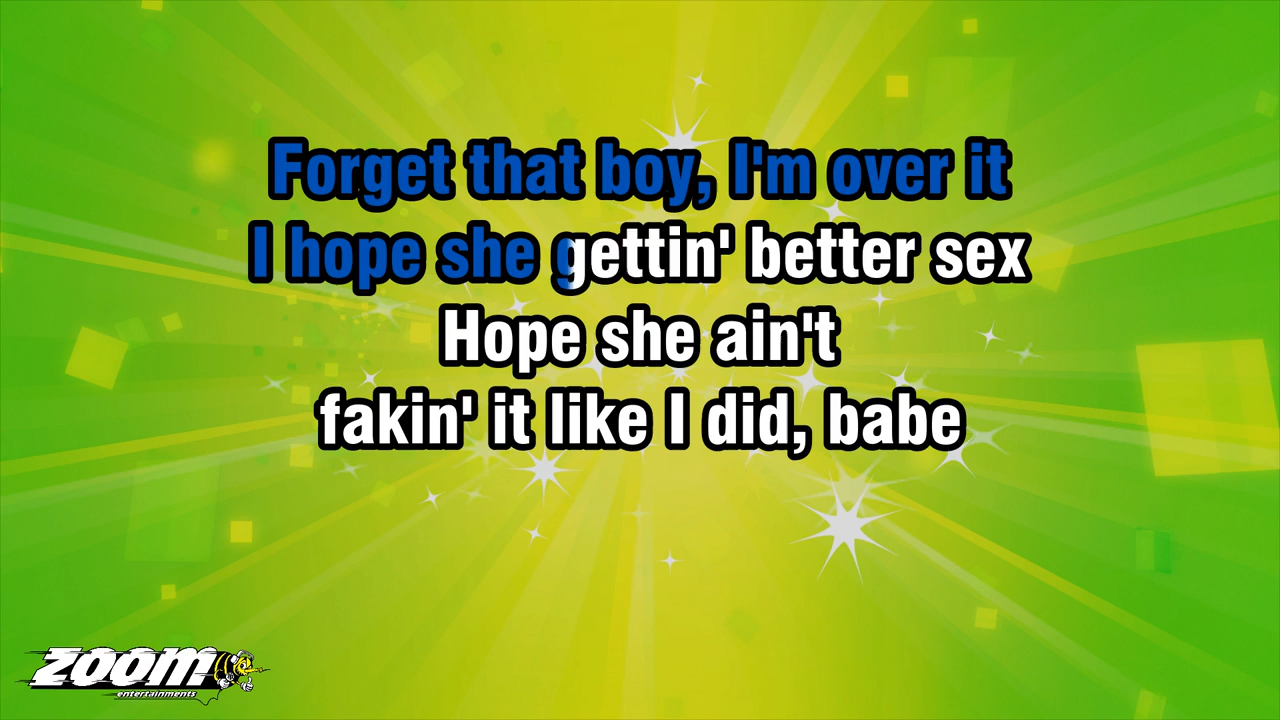 Forget that boy, I'm over it
I hope she gettin' better sex
Hope she ain't
fakin' it like I did, babe
ZOOM
entertainments